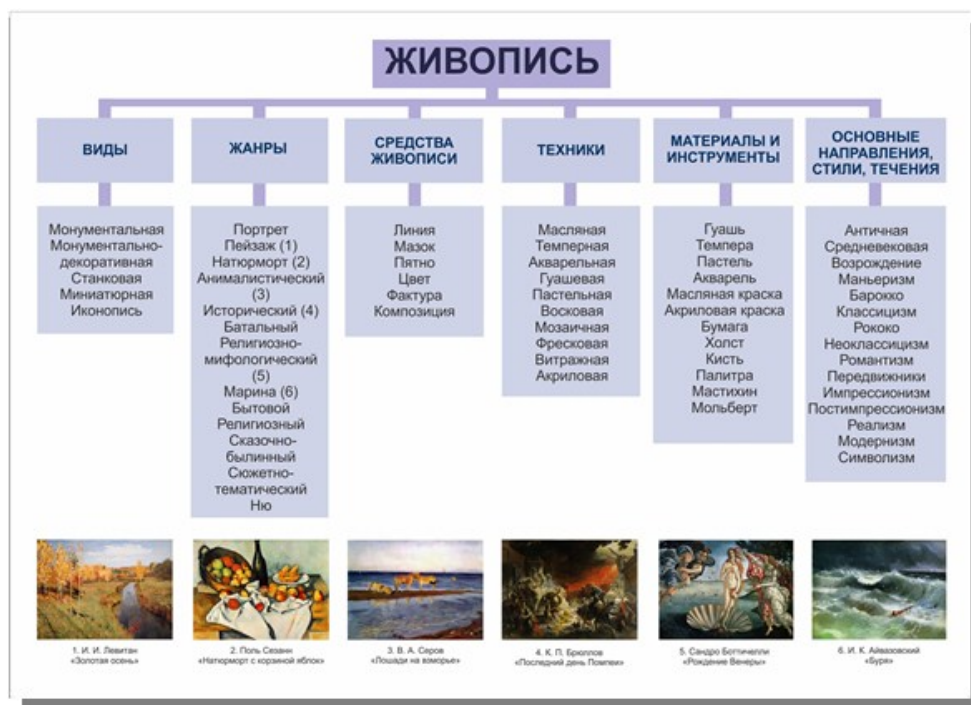 ЖИВОПИСЬ
ВИДЫ
Монументальная
Монументально-
декоративная
Станковая
Миниатюрная
Иконопись
ЖАНРЫ
Портрет
Пейзаж (1)
Натюрморт (2)
Анималистический
(3)
Исторический (4)
Батальный
Религиозно-
мифологический
(5)
Марина (6)
Бытовой
Религиозный
Сказочно-
былинный
Сюжетно-
тематический
Ню
СРЕДСТВА
ЖИВОПИСИ
Линия
Мазок
Пятно
Цвет
Фактура
Композиция
ТЕХНИКИ
Масляная
Темперная
Акварельная
Гуашевая
Пастельная
Восковая
Мозаичная
Фресковая
Витражная
Акриловая
МАТЕРИАЛЫ И
ИНСТРУМЕНТЫ
Гуашь
Темпера
Пастель
Акварель
Масляная краска
Акриловая краска
Бумага
Холст
Кисть
Палитра
Мастихин
Мольберт
ОСНОВНЫЕ
НАПРАВЛЕНИЯ,
СТИЛИ, ТЕЧЕНИЯ
Античная
Средневековая
Возрождение
Маньеризм
Барокко
Классицизм
Рококо
Неоклассицизм
Романтизм
Передвижники
Импрессионизм
Постимпрессионизм
Реализм
Модернизм
Символизм
1. И. И. Левитан
«Золотая осень»
2. Поль Сезанн
«Натюрморт с корзиной яблок»
3. В. А. Серов
«Лошади на взморье»
4. К. П. Брюллов
«Последний день Помпеи»
5. Сандро Боттичелли
«Рождение Венеры»
6. И. К. Айвазовский
«Буря»